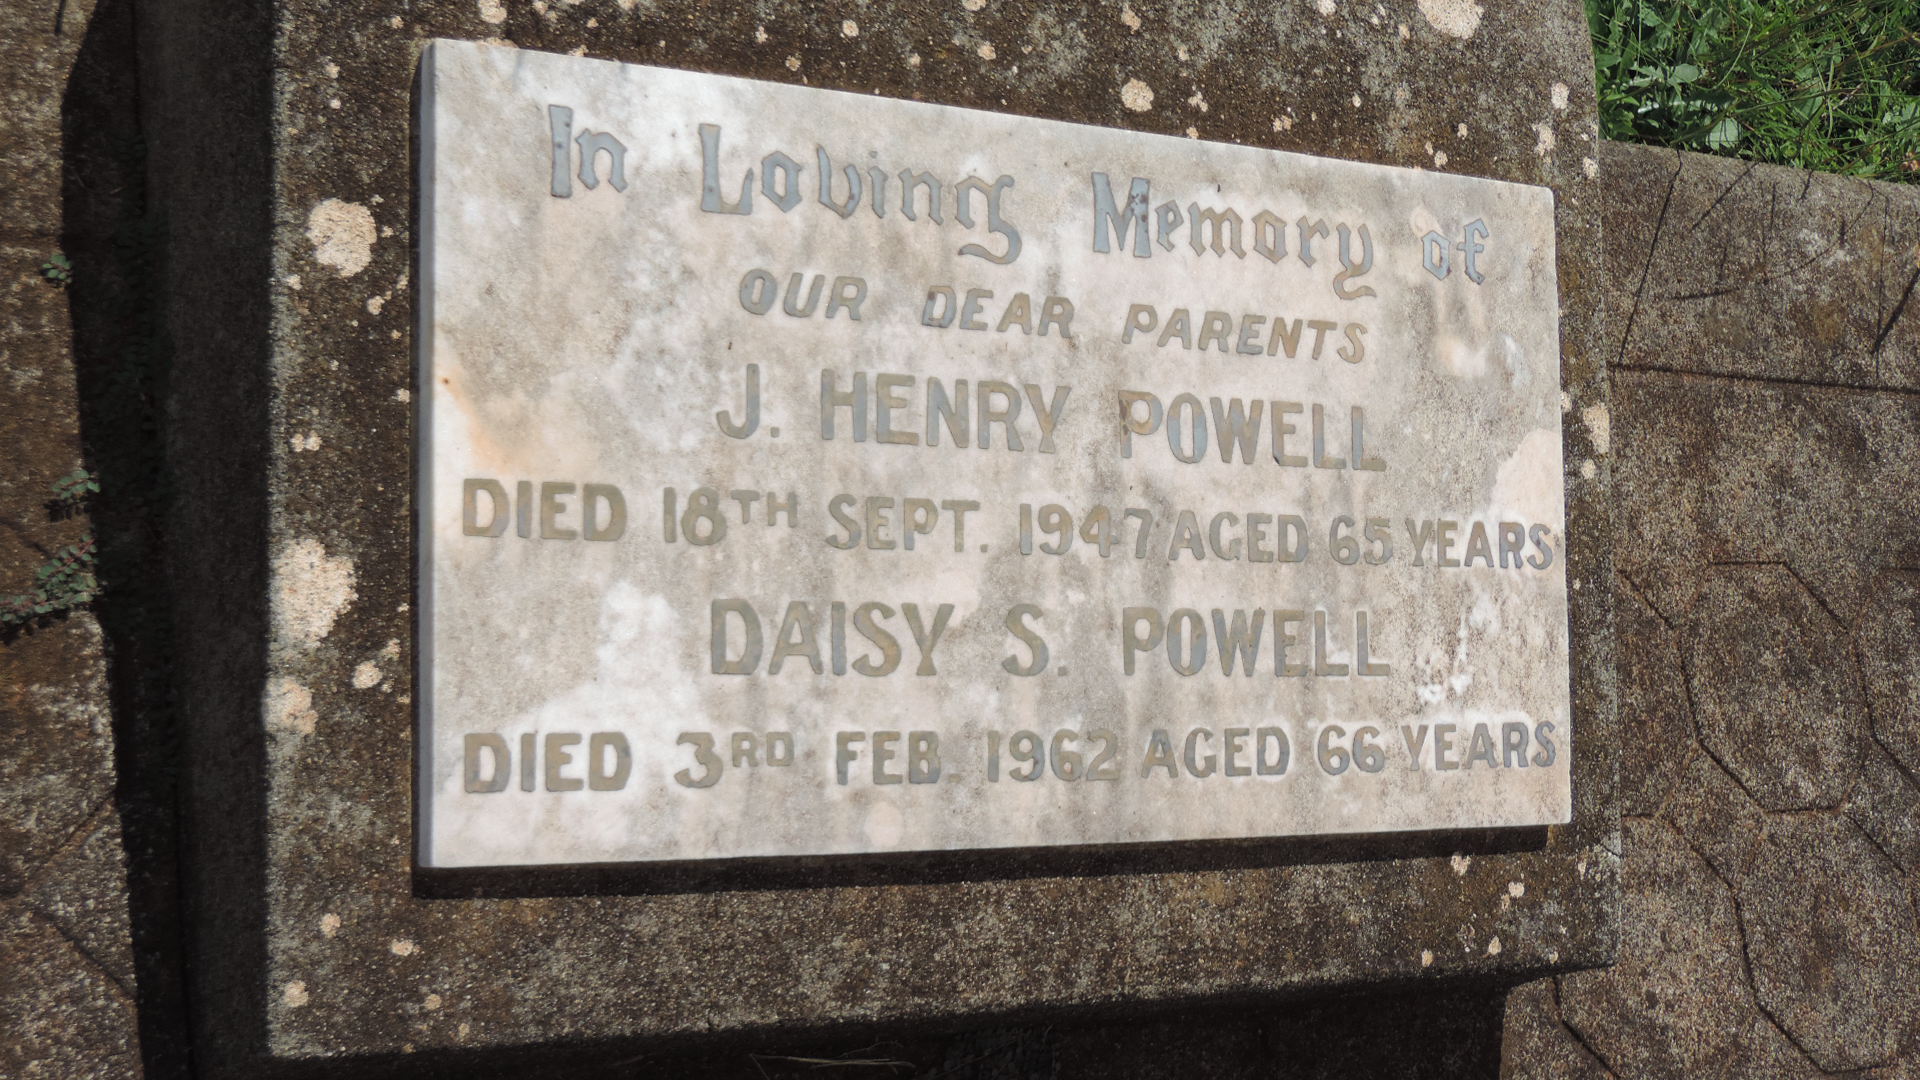 In Loving Memory of
OUR DEAR PARENTS
J. HENRY POWELL
DIED 18TH SEPT. 1947 AGED 65 YEARS
DAISY S. POWELL
DIED 3RD FEB. 1962 AGED 66 YEARS